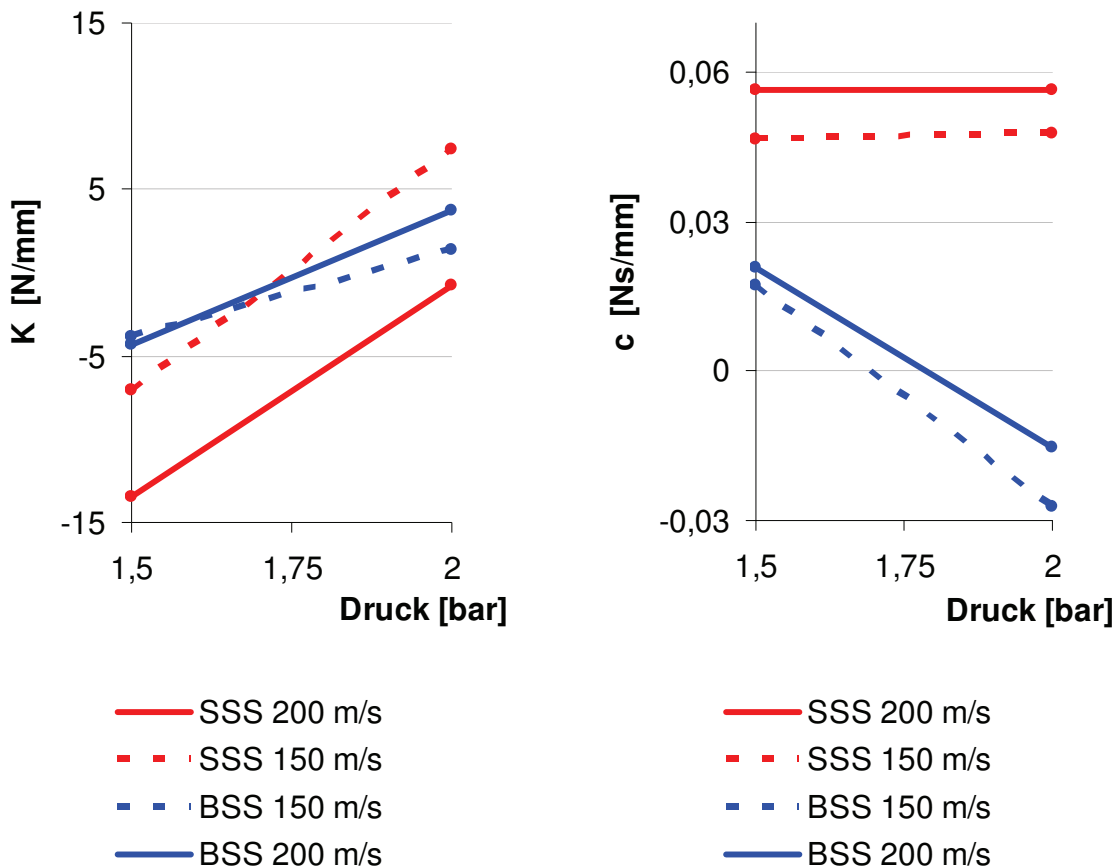 15
5
-5
-15
K [N/mm]
1,5 1,75 2
Druck [bar]
SSS 200 m/s
SSS 150 m/s
BSS 150 m/s
BSS 200 m/s
0,06
0,03
0
-0,03
c [Ns/mm]
1,5 1,75 2
Druck [bar]
SSS 200 m/s
SSS 150 m/s
BSS 150 m/s
BSS 200 m/s